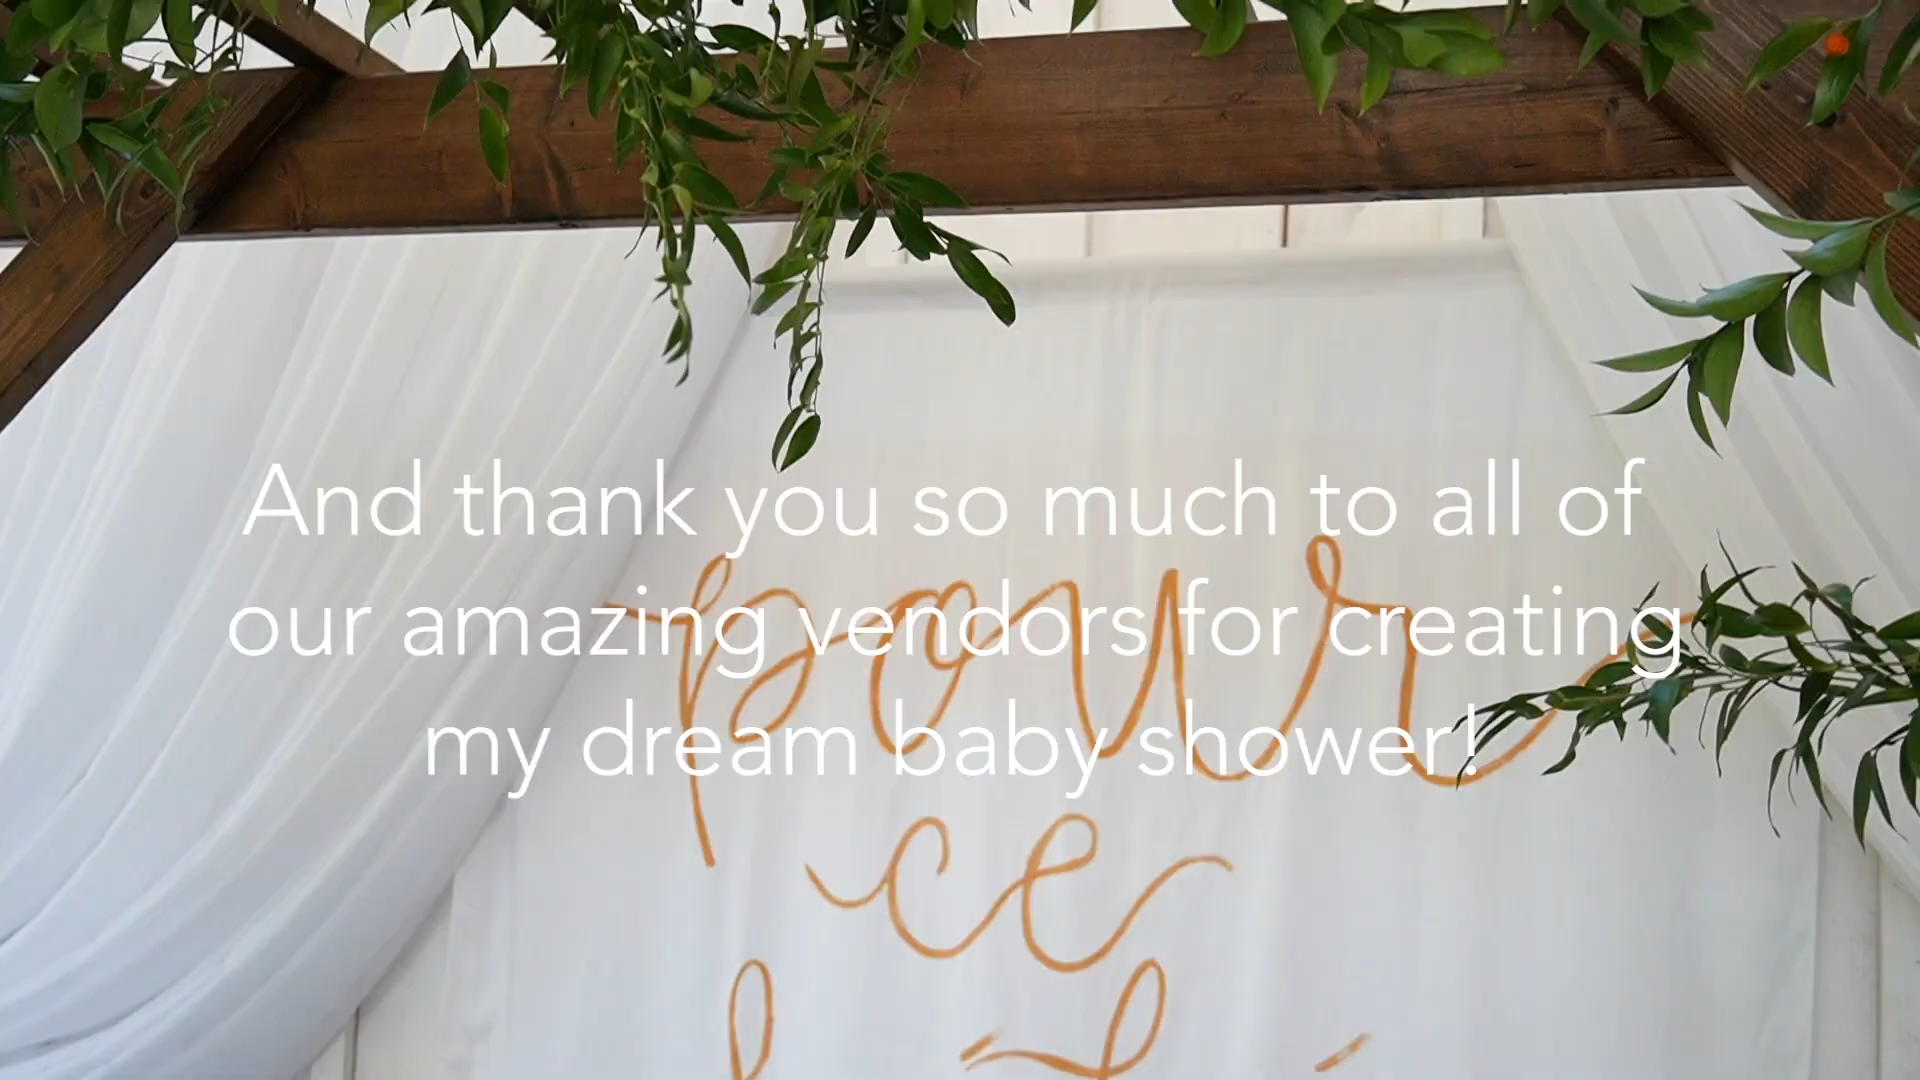 And thank you so much to all of
our amazing vendors for creating
my dream baby shower!
pour
ce